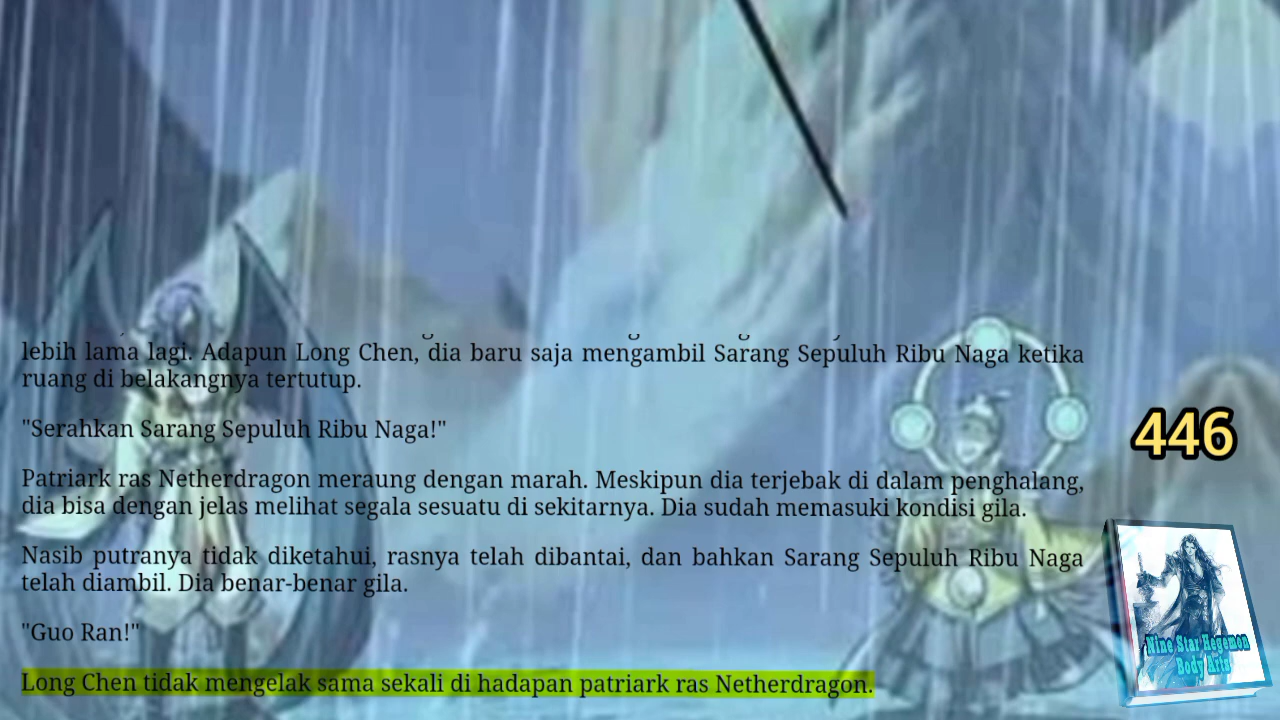 lebih lama lagi. Adapun Long Chen, dia baru saja mengambil Sarang Sepuluh Ribu Naga ketika
ruang di belakangnya tertutup.
"Serahkan Sarang Sepuluh Ribu Naga!"
Patriark ras Netherdragon meraung dengan marah. Meskipun dia terjebak di dalam penghalang,
dia bisa dengan jelas melihat segala sesuatu di sekitarnya. Dia sudah memasuki kondisi gila.
Nasib putranya tidak diketahui, rasnya telah dibantai, dan bahkan Sarang Sepuluh Ribu Naga
telah diambil. Dia benar-benar gila.
"Guo Ran!"
Long Chen tidak mengelak sama sekali di hadapan patriark ras Netherdragon.
446
Nine Star Hegemon
Body Arts